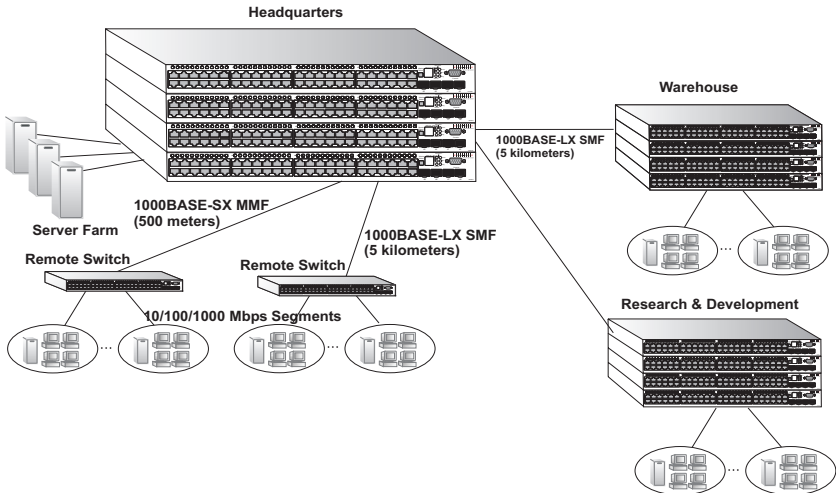 Headquarters
Warehouse
1000BASE-LX SMF
(5 kilometers)
Server Farm
1000BASE-SX MMF
(500 meters)
1000BASE-LX SMF
(5 kilometers)
Remote Switch
Remote Switch
10/100/1000 Mbps Segments
...
...
...
Research & Development
...